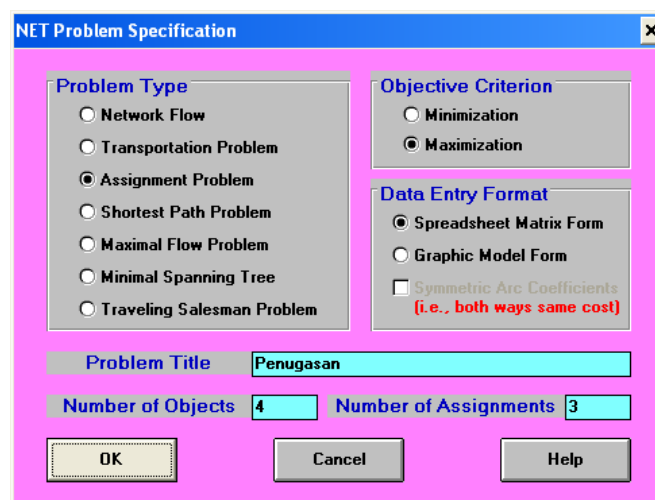 NET Problem Specification
Problem Type
Network Flow
Transportation Problem
Assignment Problem
Shortest Path Problem
Maximal Flow Problem
Minimal Spanning Tree
Traveling Salesman Problem
Objective Criterion
Minimization
Maximization
Data Entry Format
Spreadsheet Matrix Form
Graphic Model Form
Symmetric Arc Coefficients
(i.e., both ways same cost)
Problem Title Penugasan
Number of Objects 4 Number of Assignments 3
OK Cancel Help